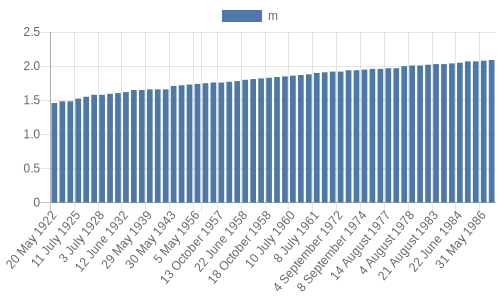 m
2.5
2.0
1.5
1.0
0.5
0
20 May 1922
11 July 1925
3 July 1928
12 June 1932
29 May 1939
30 May 1943
5 May 1956
13 October 1957
22 June 1958
18 October 1958
10 July 1960
8 July 1961
4 September 1972
8 September 1974
14 August 1977
4 August 1978
21 August 1983
22 June 1984
31 May 1986